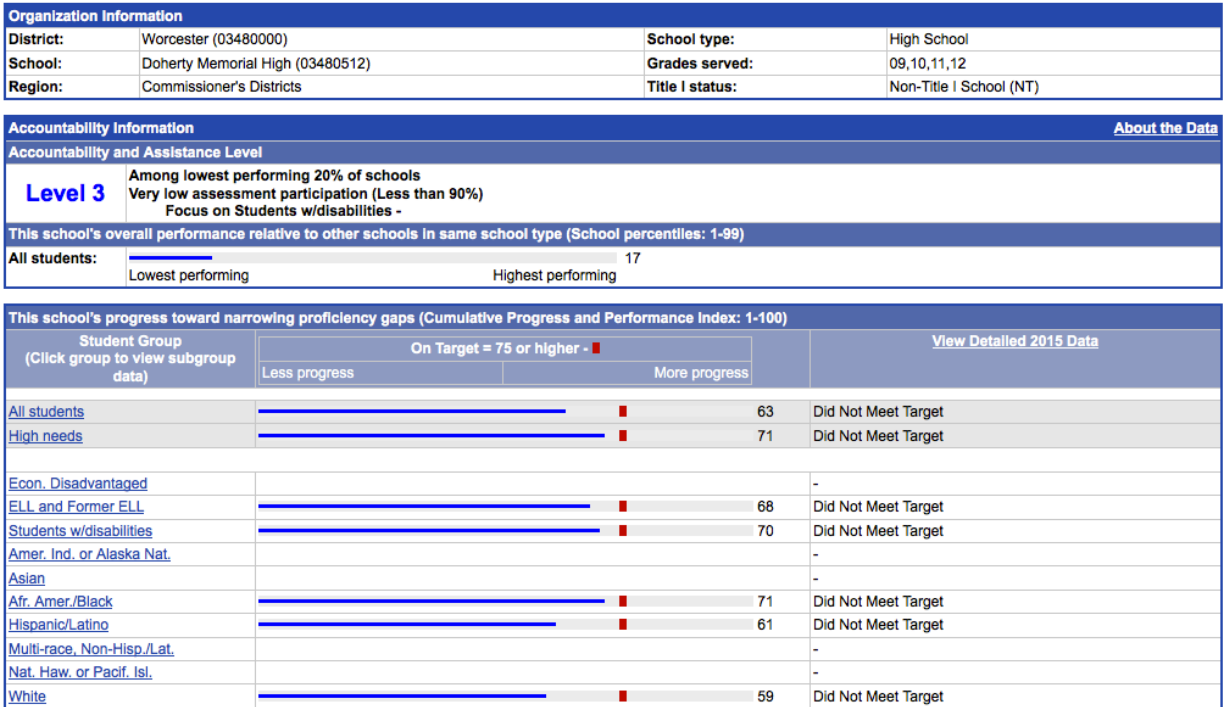 Organization Information
District: Worcester (03480000) School type: High School
School: Doherty Memorial High (03480512) Grades served: 09,10,11,12
Region: Commissioner's Districts Title I status: Non-Title I School (NT)
Accountability Information About the Data
Accountability and Assistance Level
Level 3
Among lowest performing 20% of schools
Very low assessment participation (Less than 90%)
Focus on Students w/disabilities -
This school's overall performance relative to other schools in same school type (School percentiles: 1-99)
All students: 17
Lowest performing Highest performing
This school's progress toward narrowing proficiency gaps (Cumulative Progress and Performance Index: 1-100)
Student Group
(Click group to view subgroup
data)
On Target = 75 or higher -
Less progress More progress
View Detailed 2015 Data
All students 63 Did Not Meet Target
High needs 71 Did Not Meet Target
Econ. Disadvantaged -
ELL and Former ELL 68 Did Not Meet Target
Students w/disabilities 70 Did Not Meet Target
Amer. Ind. or Alaska Nat. -
Asian -
Afr. Amer./Black 71 Did Not Meet Target
Hispanic/Latino 61 Did Not Meet Target
Multi-race, Non-Hisp./Lat. -
Nat. Haw. or Pacif. Isl. -
White 59 Did Not Meet Target